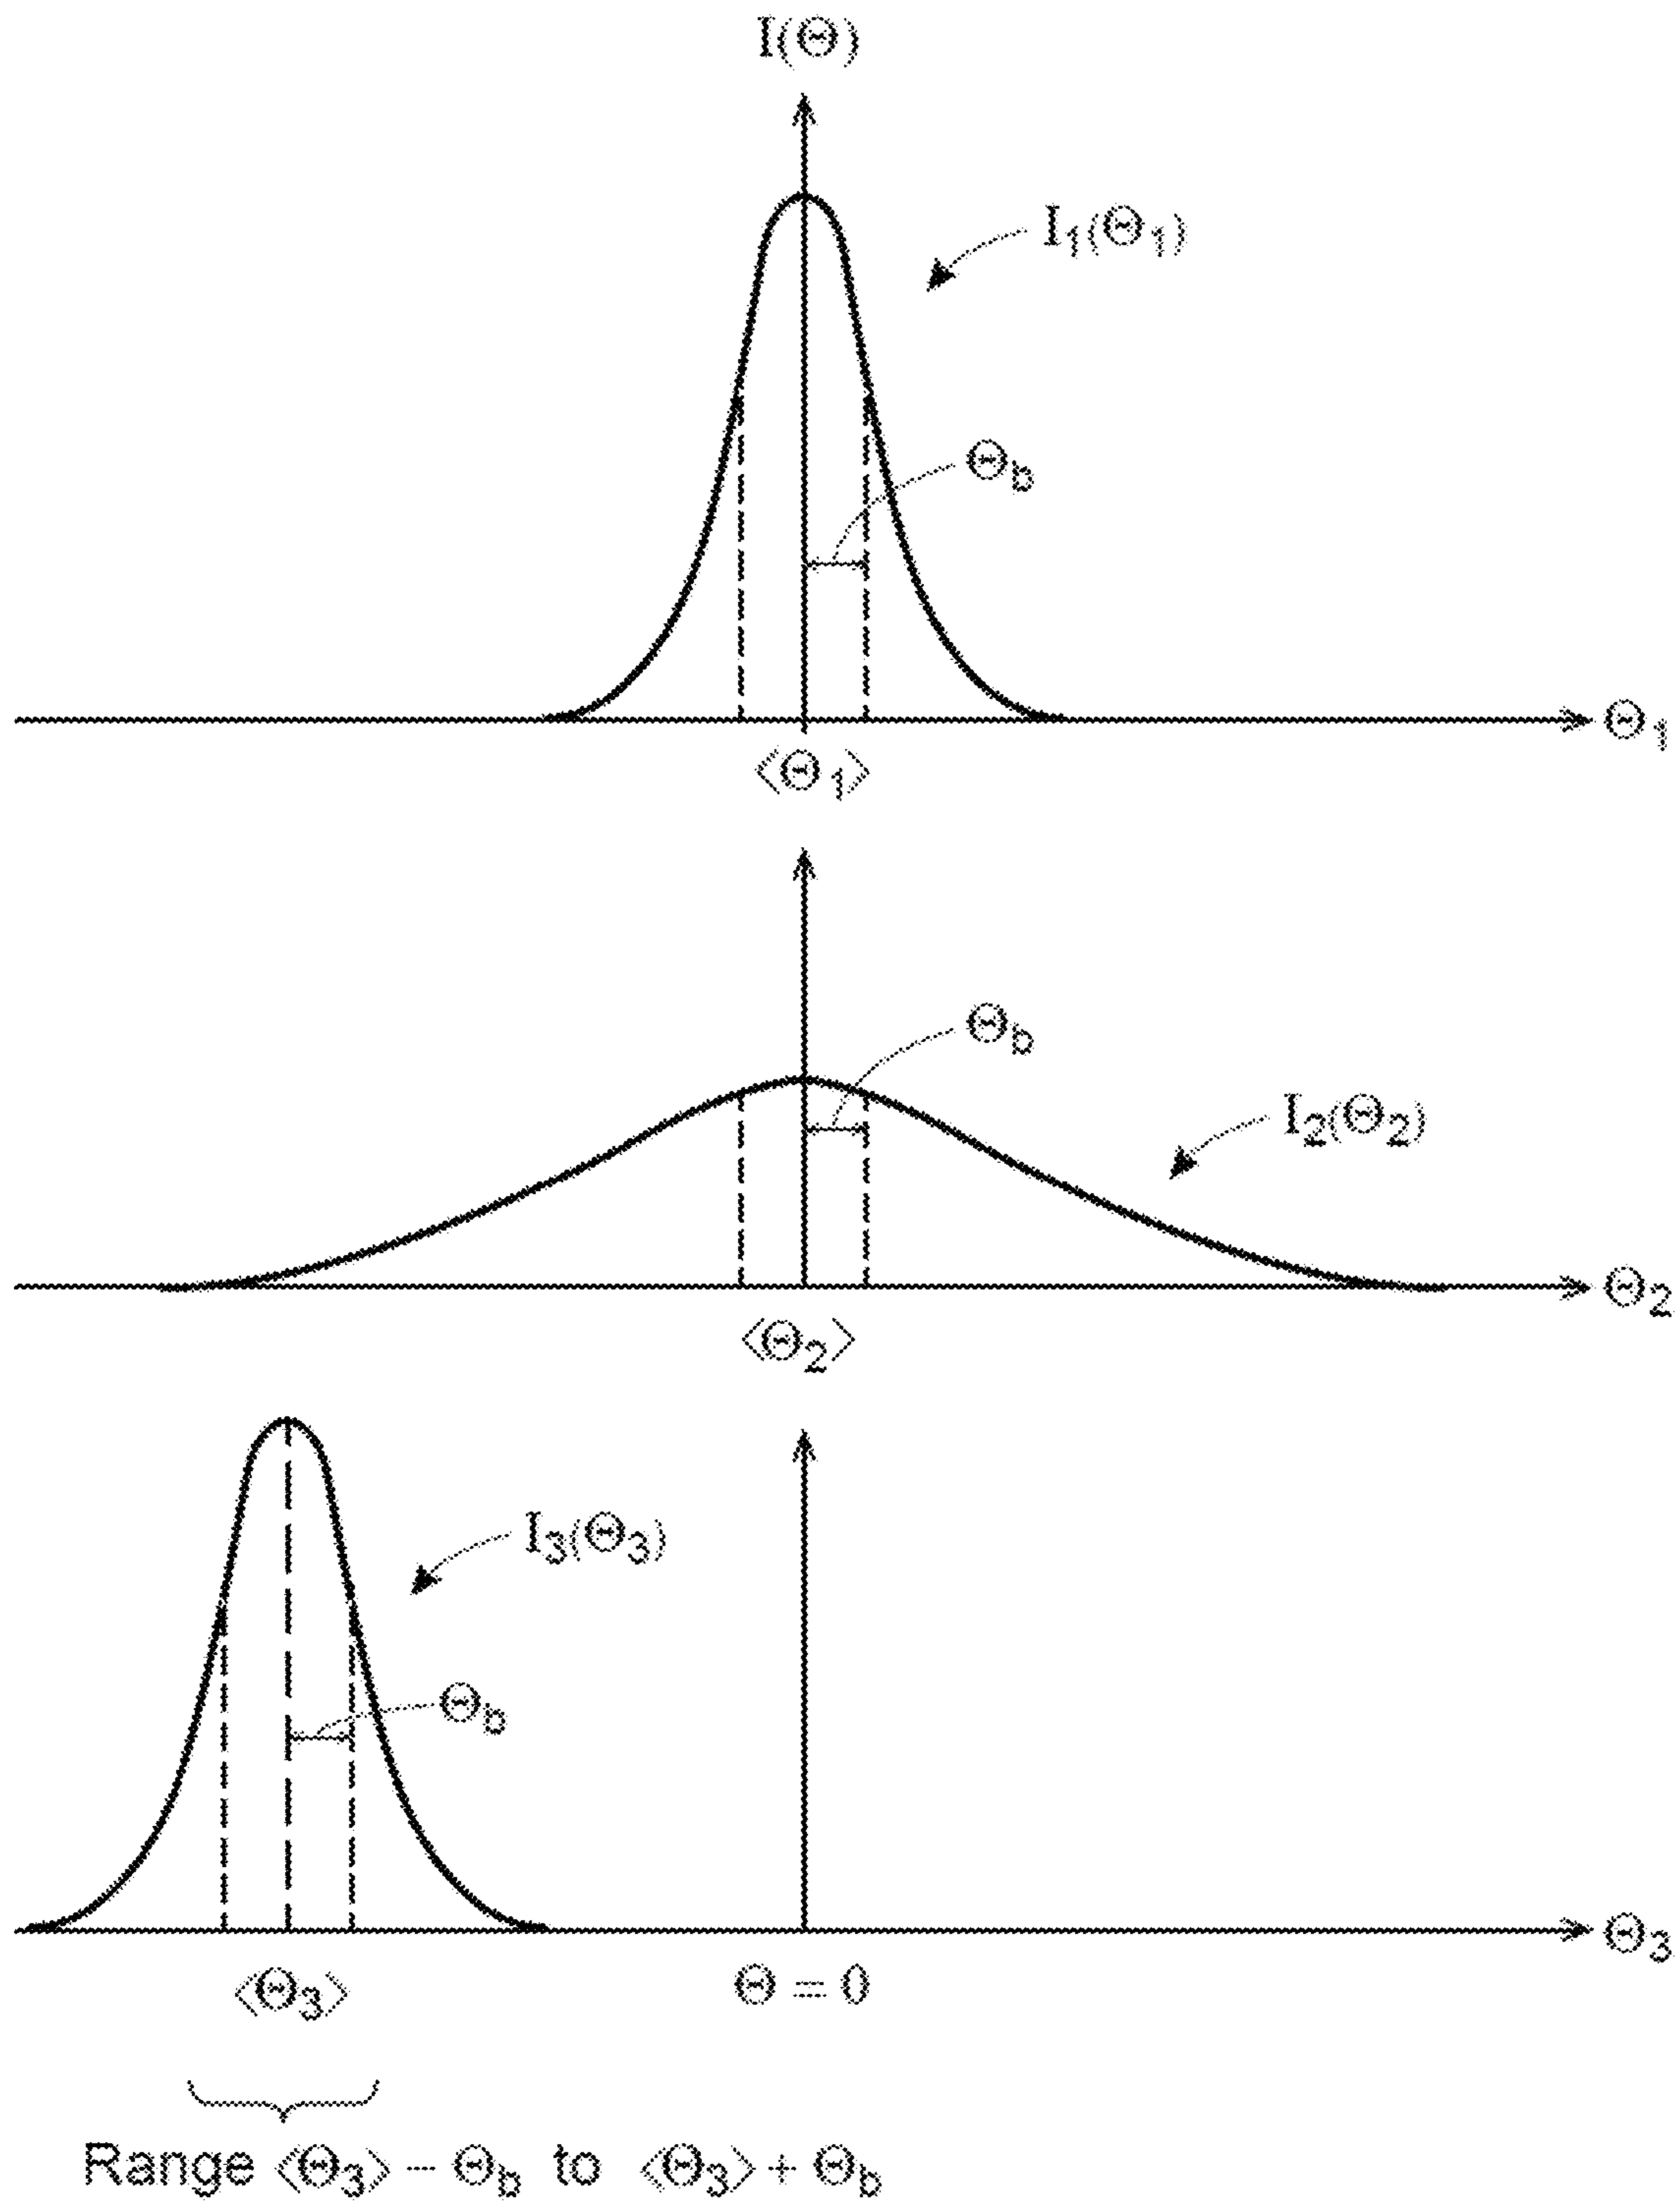 I(Θ)
I₁(Θ₁)
Θb
Θ₁
⟨Θ₁⟩
Θb
I₂(Θ₂)
Θ₂
⟨Θ₂⟩
I₃(Θ₃)
Θb
Θ₃
⟨Θ₃⟩
Θ = 0
Range ⟨Θ₃⟩ – Θb to ⟨Θ₃⟩ + Θb